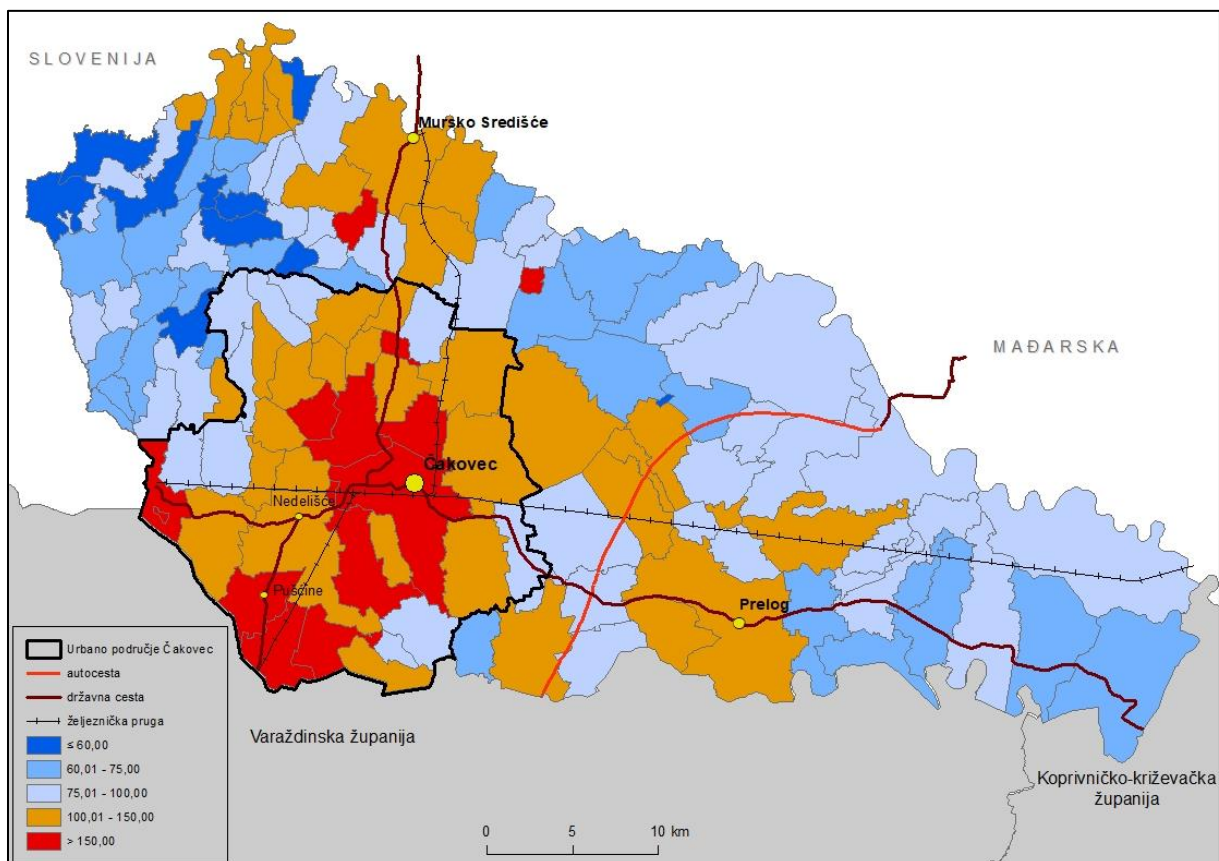 SLOVENIJA
Mursko Središće
MAĐARSKA
Čakovec
Nedelišće
Pušćine
Prelog
Urbano područje Čakovec
autocesta
državna cesta
željeznička pruga
≤ 60,00
60,01 - 75,00
75,01 - 100,00
100,01 - 150,00
> 150,00
Varaždinska županija
Koprivničko-križevačka
županija
0 5 10 km